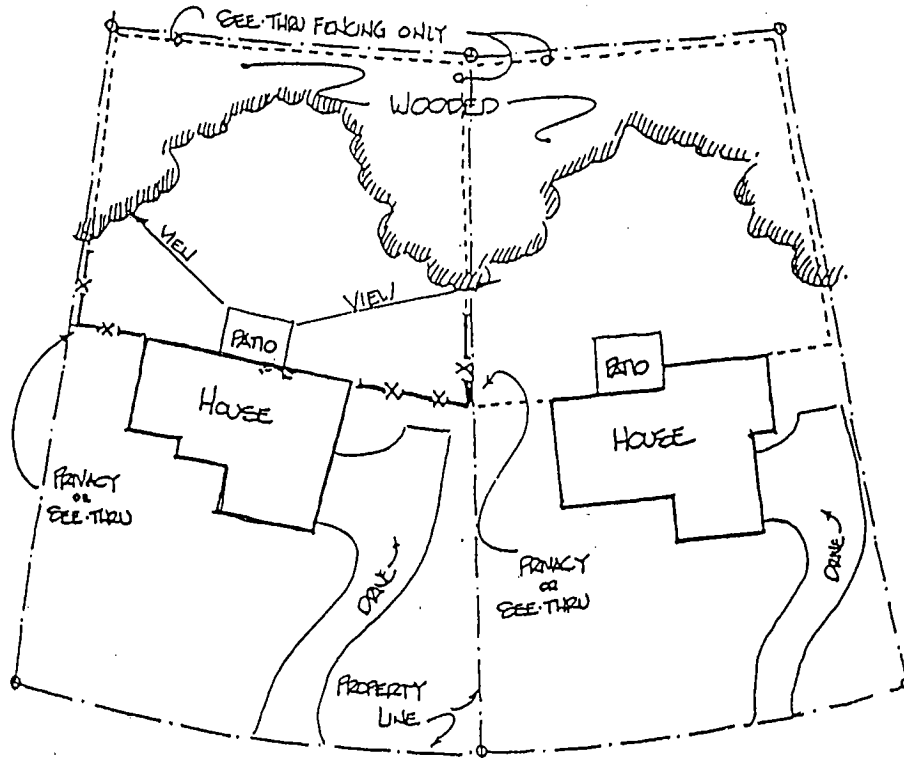 SEE-THRU FENCING ONLY
WOODED
VIEW
VIEW
PATIO
PATIO
HOUSE
HOUSE
PRIVACY
OR
SEE-THRU
PRIVACY
OR
SEE-THRU
DRIVE
DRIVE
PROPERTY
LINE